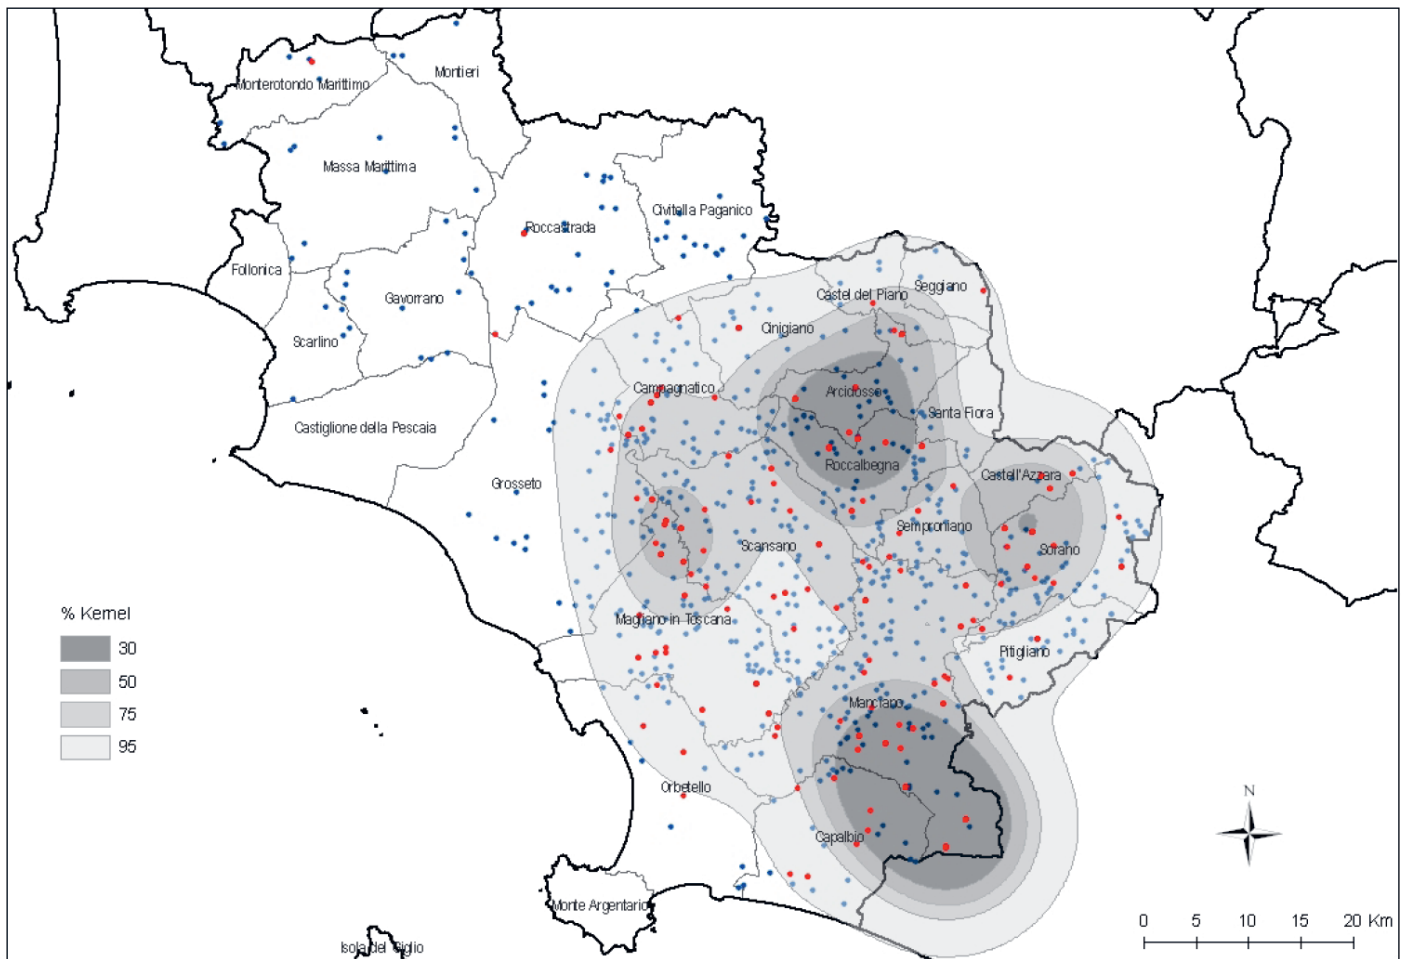 Montieri
Monterotondo Marittimo
Massa Marittima
Civitella Paganico
Roccastrada
Follonica
Seggiano
Castel del Piano
Gavorrano
Cinigiano
Scarlino
Campagnatico
Arcidosso
Santa Fiora
Castiglione della Pescaia
Roccalbegna
Castell'Azzara
Grosseto
Semproniano
Scansano
Sorano
% Kernel
30
50
75
95
Magliano in Toscana
Pitigliano
Manciano
Orbetello
Capalbio
N
Monte Argentario
Isola del Giglio
0 5 10 15 20 Km